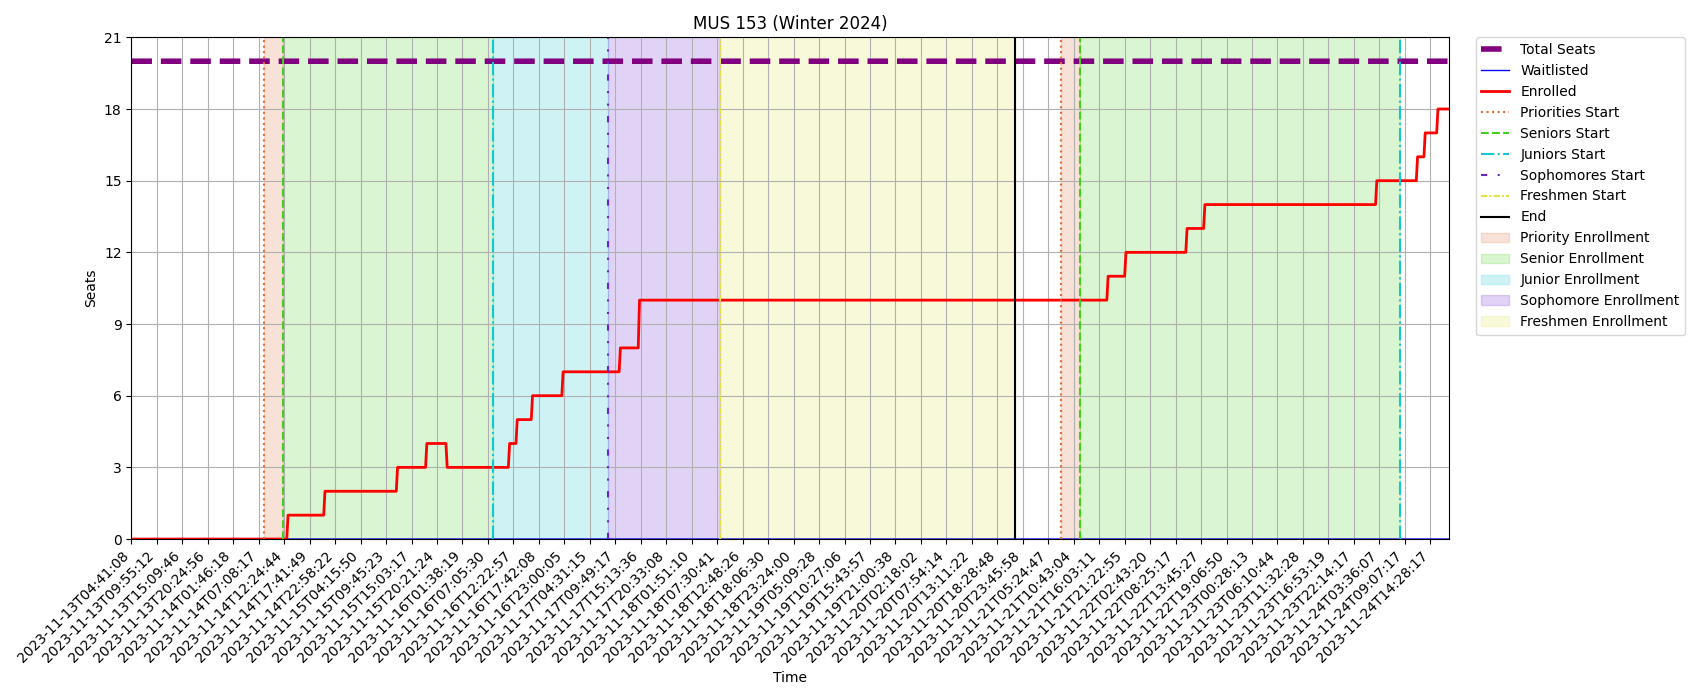 MUS 153 (Winter 2024)
21
18
15
12
9
6
3
0
Seats
2023-11-13T04:41:08
2023-11-13T09:55:12
2023-11-13T15:09:46
2023-11-13T20:24:56
2023-11-14T01:46:18
2023-11-14T07:08:17
2023-11-14T12:24:44
2023-11-14T17:41:49
2023-11-14T22:58:22
2023-11-15T04:15:50
2023-11-15T09:45:23
2023-11-15T15:03:17
2023-11-15T20:21:24
2023-11-16T01:38:19
2023-11-16T07:05:30
2023-11-16T12:22:57
2023-11-16T17:42:08
2023-11-16T23:00:05
2023-11-17T04:31:15
2023-11-17T09:49:17
2023-11-17T15:13:36
2023-11-17T20:33:08
2023-11-18T01:51:10
2023-11-18T07:30:41
2023-11-18T12:48:26
2023-11-18T18:06:30
2023-11-18T23:24:00
2023-11-19T05:09:28
2023-11-19T10:27:06
2023-11-19T15:43:57
2023-11-19T21:00:38
2023-11-20T02:18:02
2023-11-20T07:54:14
2023-11-20T13:11:22
2023-11-20T18:28:48
2023-11-20T23:45:58
2023-11-21T05:24:47
2023-11-21T10:43:04
2023-11-21T16:03:11
2023-11-21T21:22:55
2023-11-22T02:43:20
2023-11-22T08:25:17
2023-11-22T13:45:27
2023-11-22T19:06:50
2023-11-23T00:28:13
2023-11-23T06:10:44
2023-11-23T11:32:28
2023-11-23T16:53:19
2023-11-23T22:14:17
2023-11-24T03:36:07
2023-11-24T09:07:17
2023-11-24T14:28:17
Time
Total Seats
Waitlisted
Enrolled
Priorities Start
Seniors Start
Juniors Start
Sophomores Start
Freshmen Start
End
Priority Enrollment
Senior Enrollment
Junior Enrollment
Sophomore Enrollment
Freshmen Enrollment